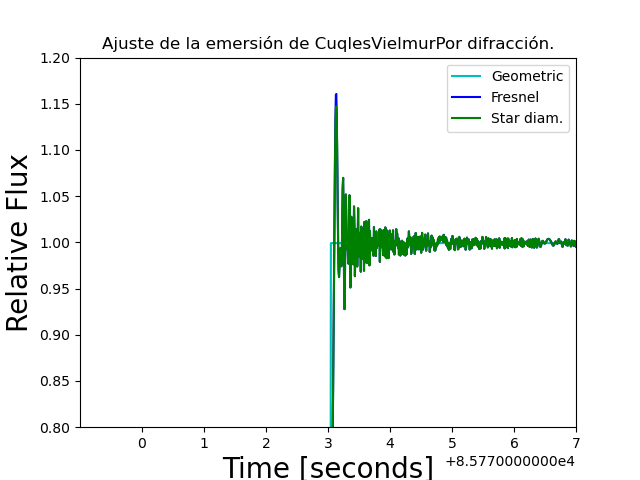 Ajuste de la emersión de CuqlesVielmurPor difracción.
Geometric
Fresnel
Star diam.
Relative Flux
1.20
1.15
1.10
1.05
1.00
0.95
0.90
0.85
0.80
0 1 2 3 4 5 6 7
Time [seconds]
+8.5770000000e4